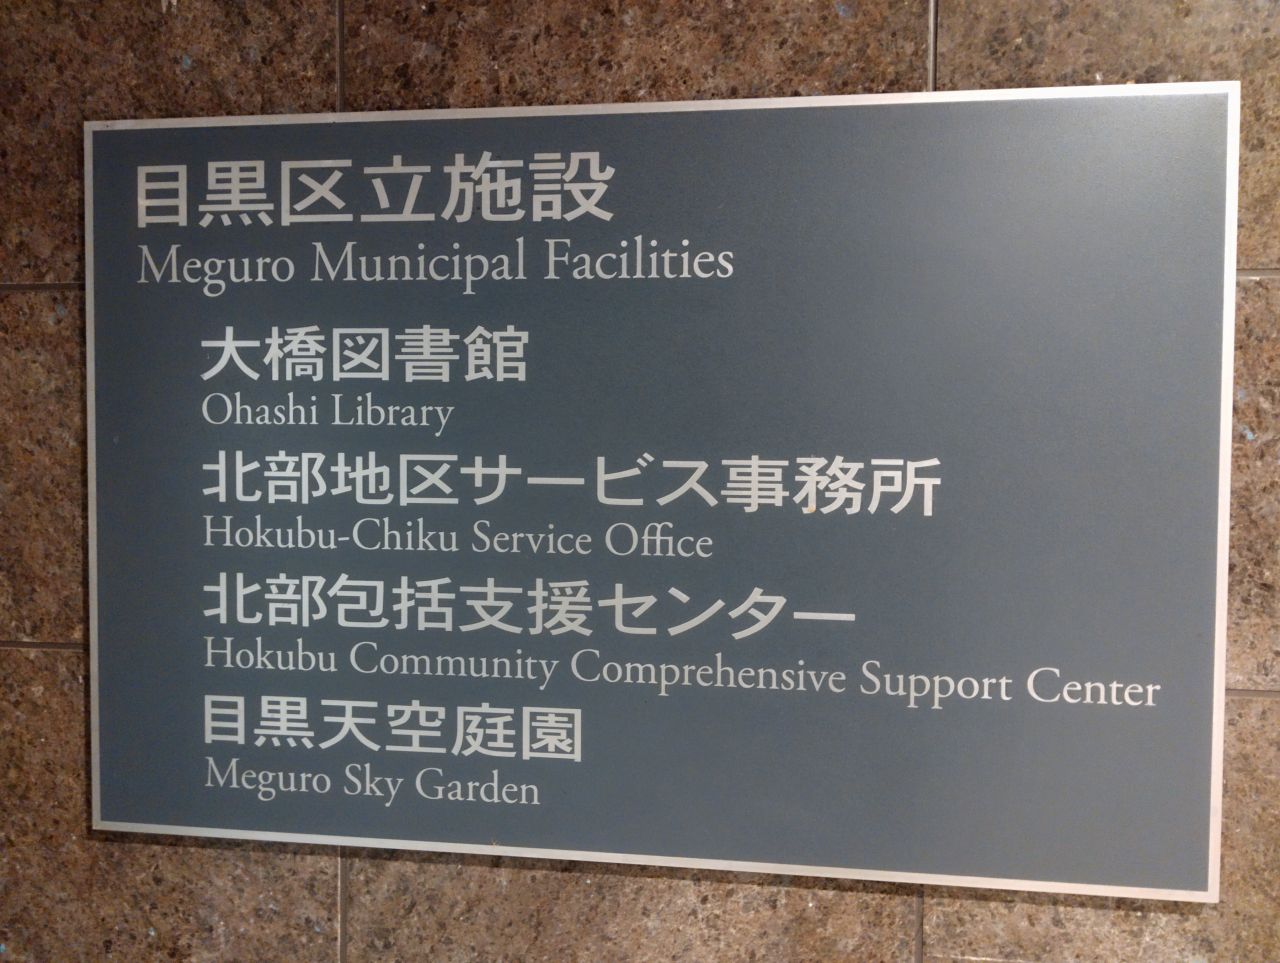 目黒区立施設
Meguro Municipal Facilities
大橋図書館
Ohashi Library
北部地区サービス事務所
Hokubu-Chiku Service Office
北部包括支援センター
Hokubu Community Comprehensive Support Center
目黒天空庭園
Meguro Sky Garden